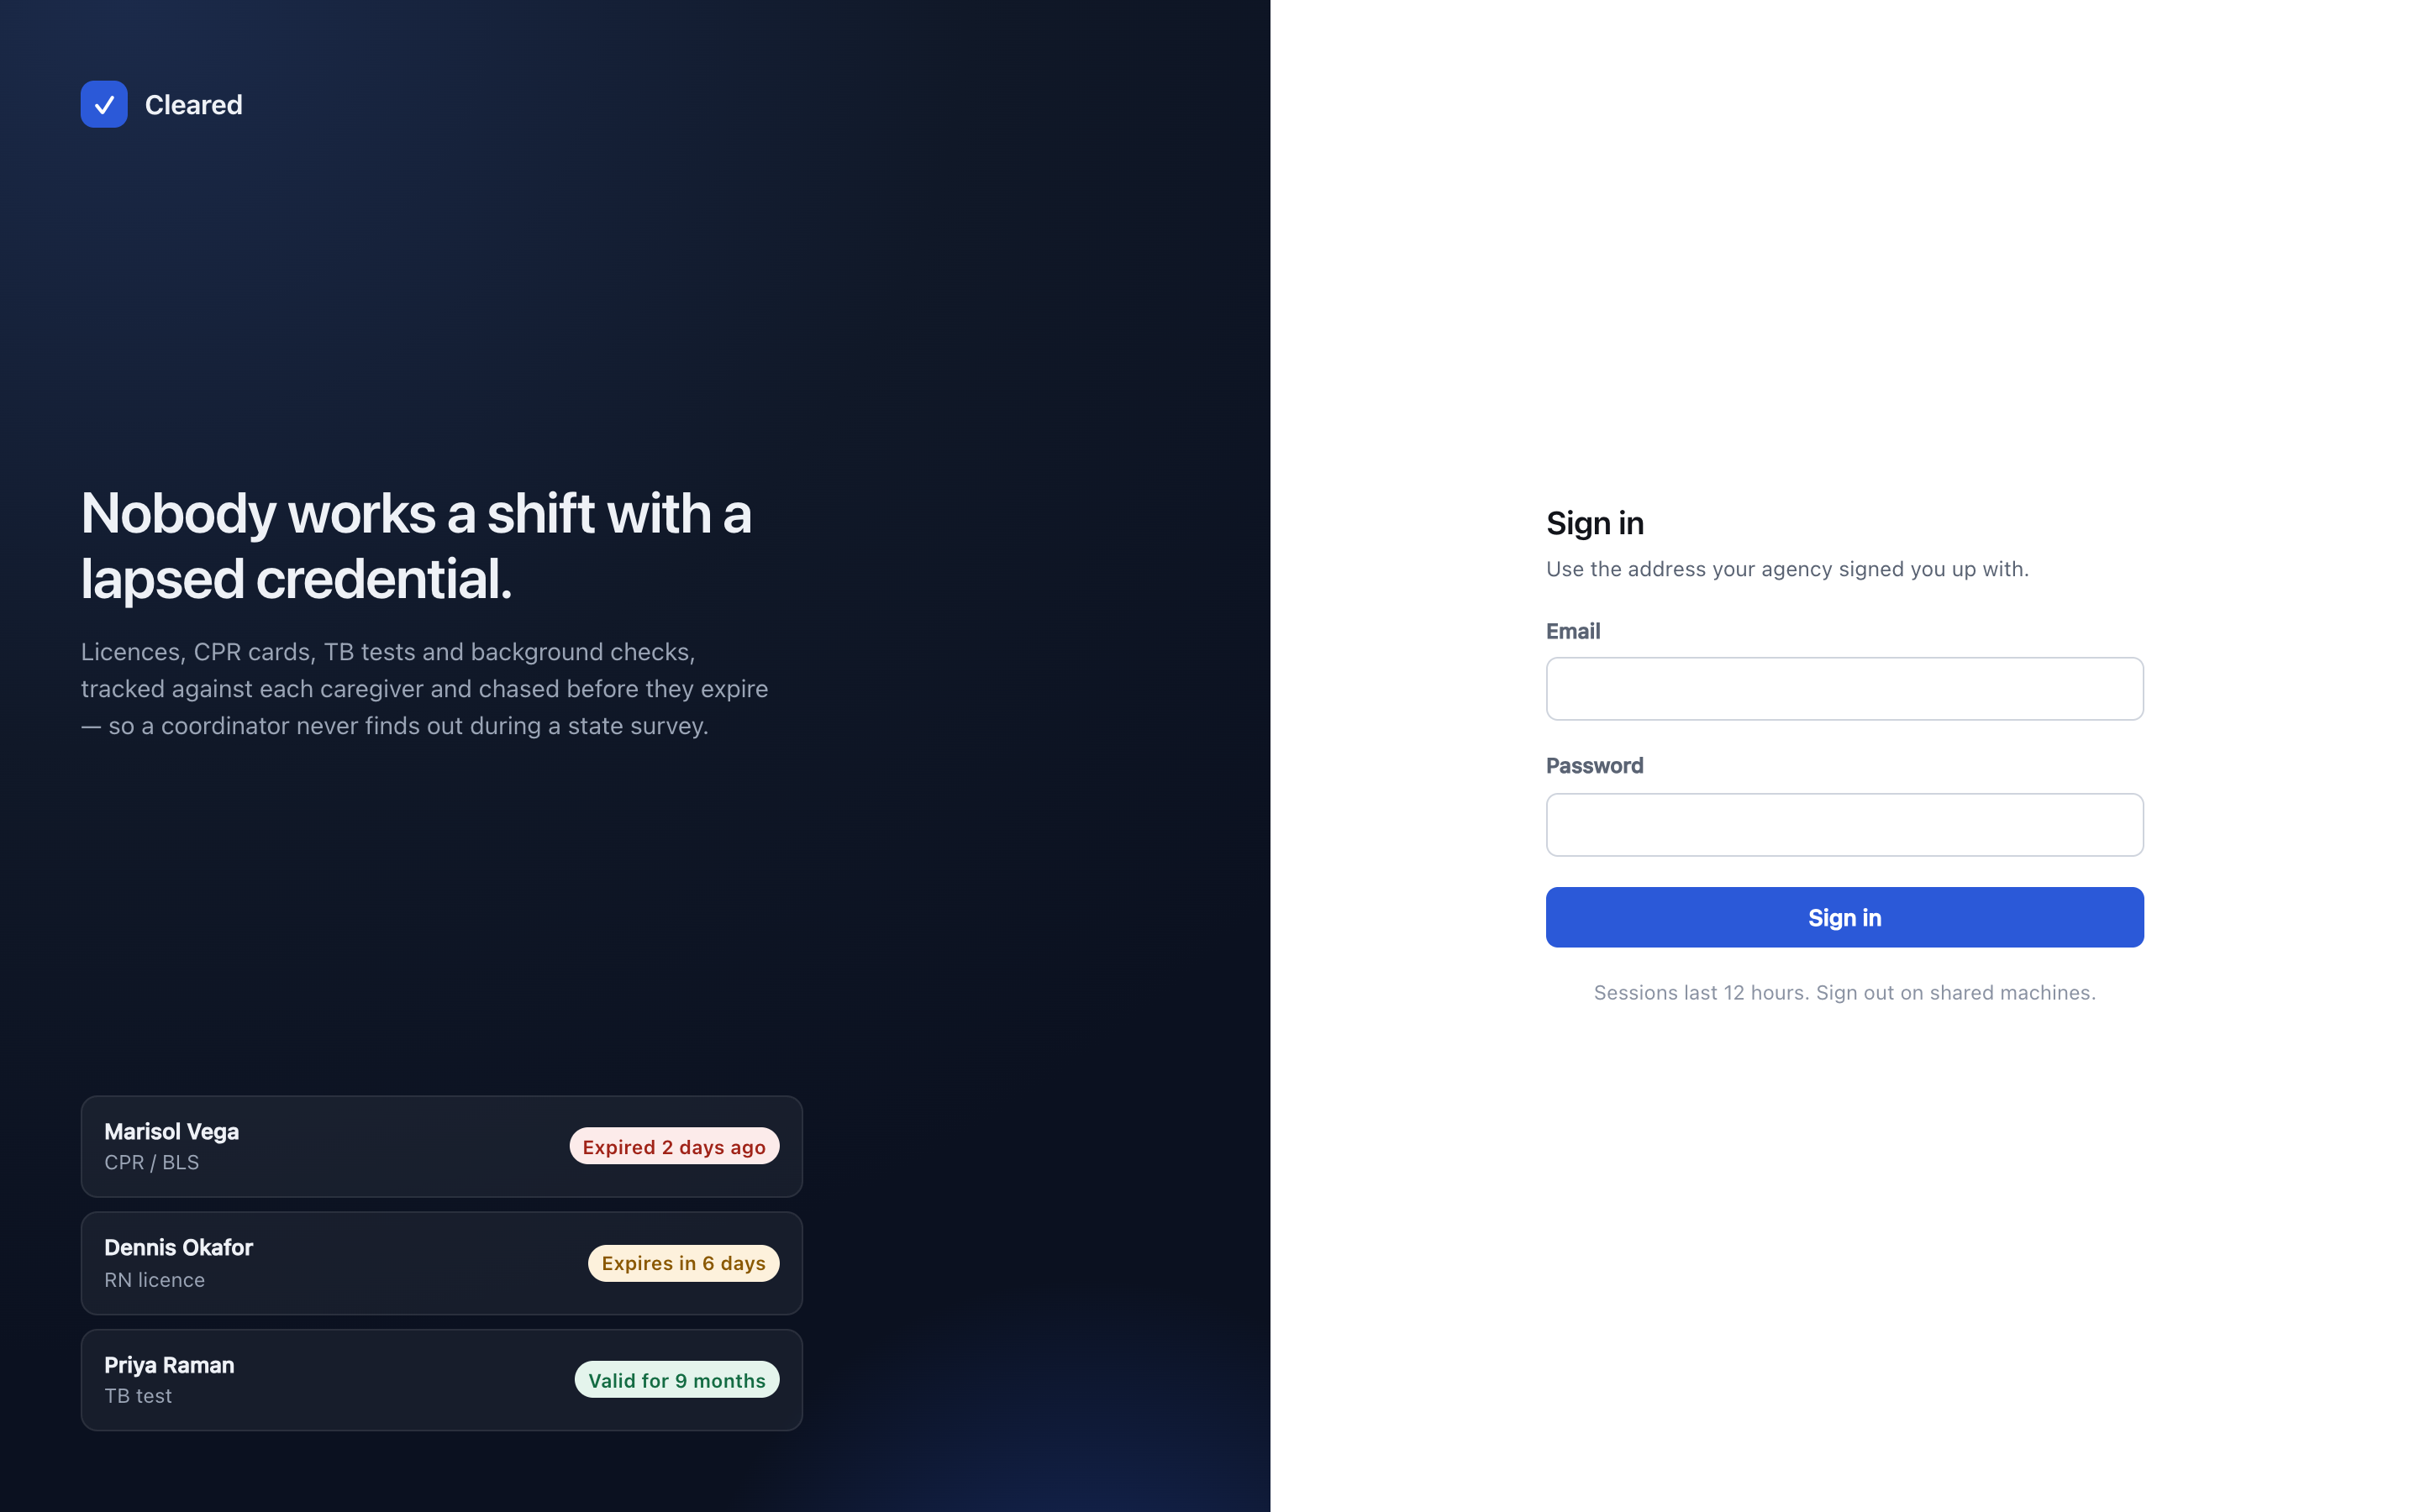 Cleared
Nobody works a shift with a
lapsed credential.
Licences, CPR cards, TB tests and background checks,
tracked against each caregiver and chased before they expire
— so a coordinator never finds out during a state survey.
Marisol Vega
CPR / BLS
Expired 2 days ago
Dennis Okafor
RN licence
Expires in 6 days
Priya Raman
TB test
Valid for 9 months
Sign in
Use the address your agency signed you up with.
Email
Password
Sign in
Sessions last 12 hours. Sign out on shared machines.